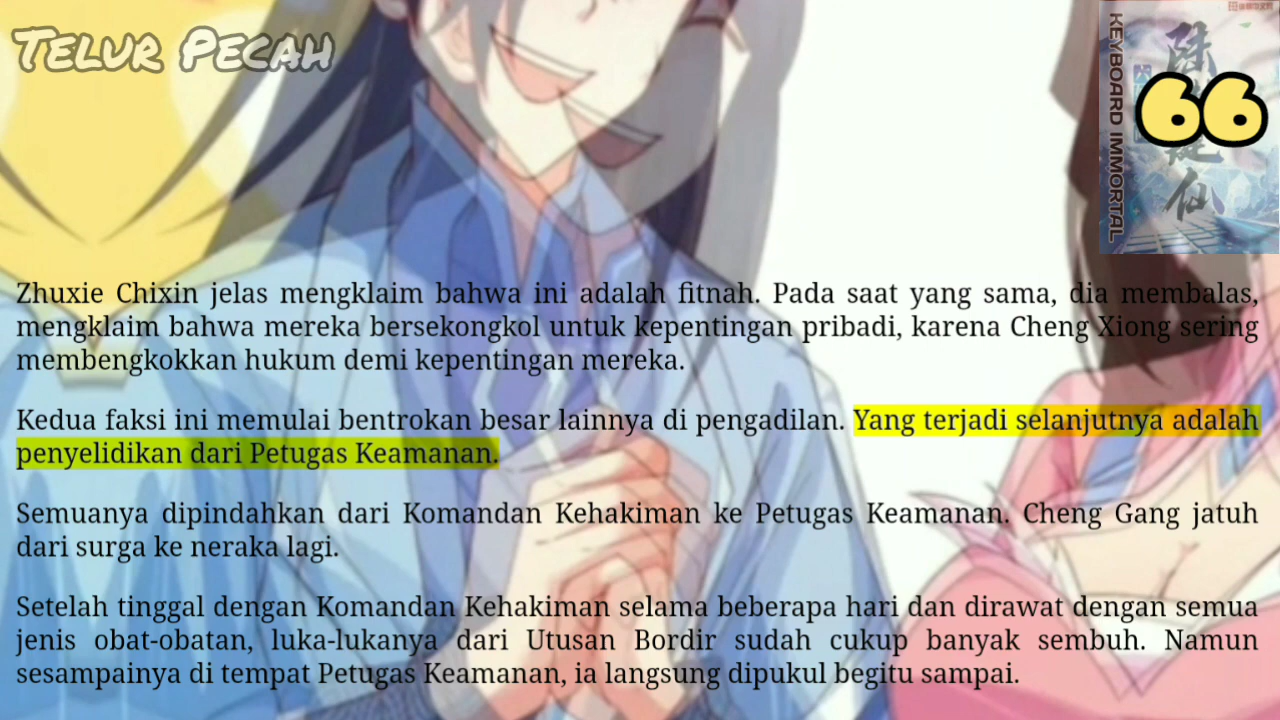 Telur Pecah
66
KEYBOARD IMMORTAL
Zhuxie Chixin jelas mengklaim bahwa ini adalah fitnah. Pada saat yang sama, dia membalas,
mengklaim bahwa mereka bersekongkol untuk kepentingan pribadi, karena Cheng Xiong sering
membengkokkan hukum demi kepentingan mereka.
Kedua faksi ini memulai bentrokan besar lainnya di pengadilan. Yang terjadi selanjutnya adalah
penyelidikan dari Petugas Keamanan.
Semuanya dipindahkan dari Komandan Kehakiman ke Petugas Keamanan. Cheng Gang jatuh
dari surga ke neraka lagi.
Setelah tinggal dengan Komandan Kehakiman selama beberapa hari dan dirawat dengan semua
jenis obat-obatan, luka-lukanya dari Utusan Bordir sudah cukup banyak sembuh. Namun
sesampainya di tempat Petugas Keamanan, ia langsung dipukul begitu sampai.